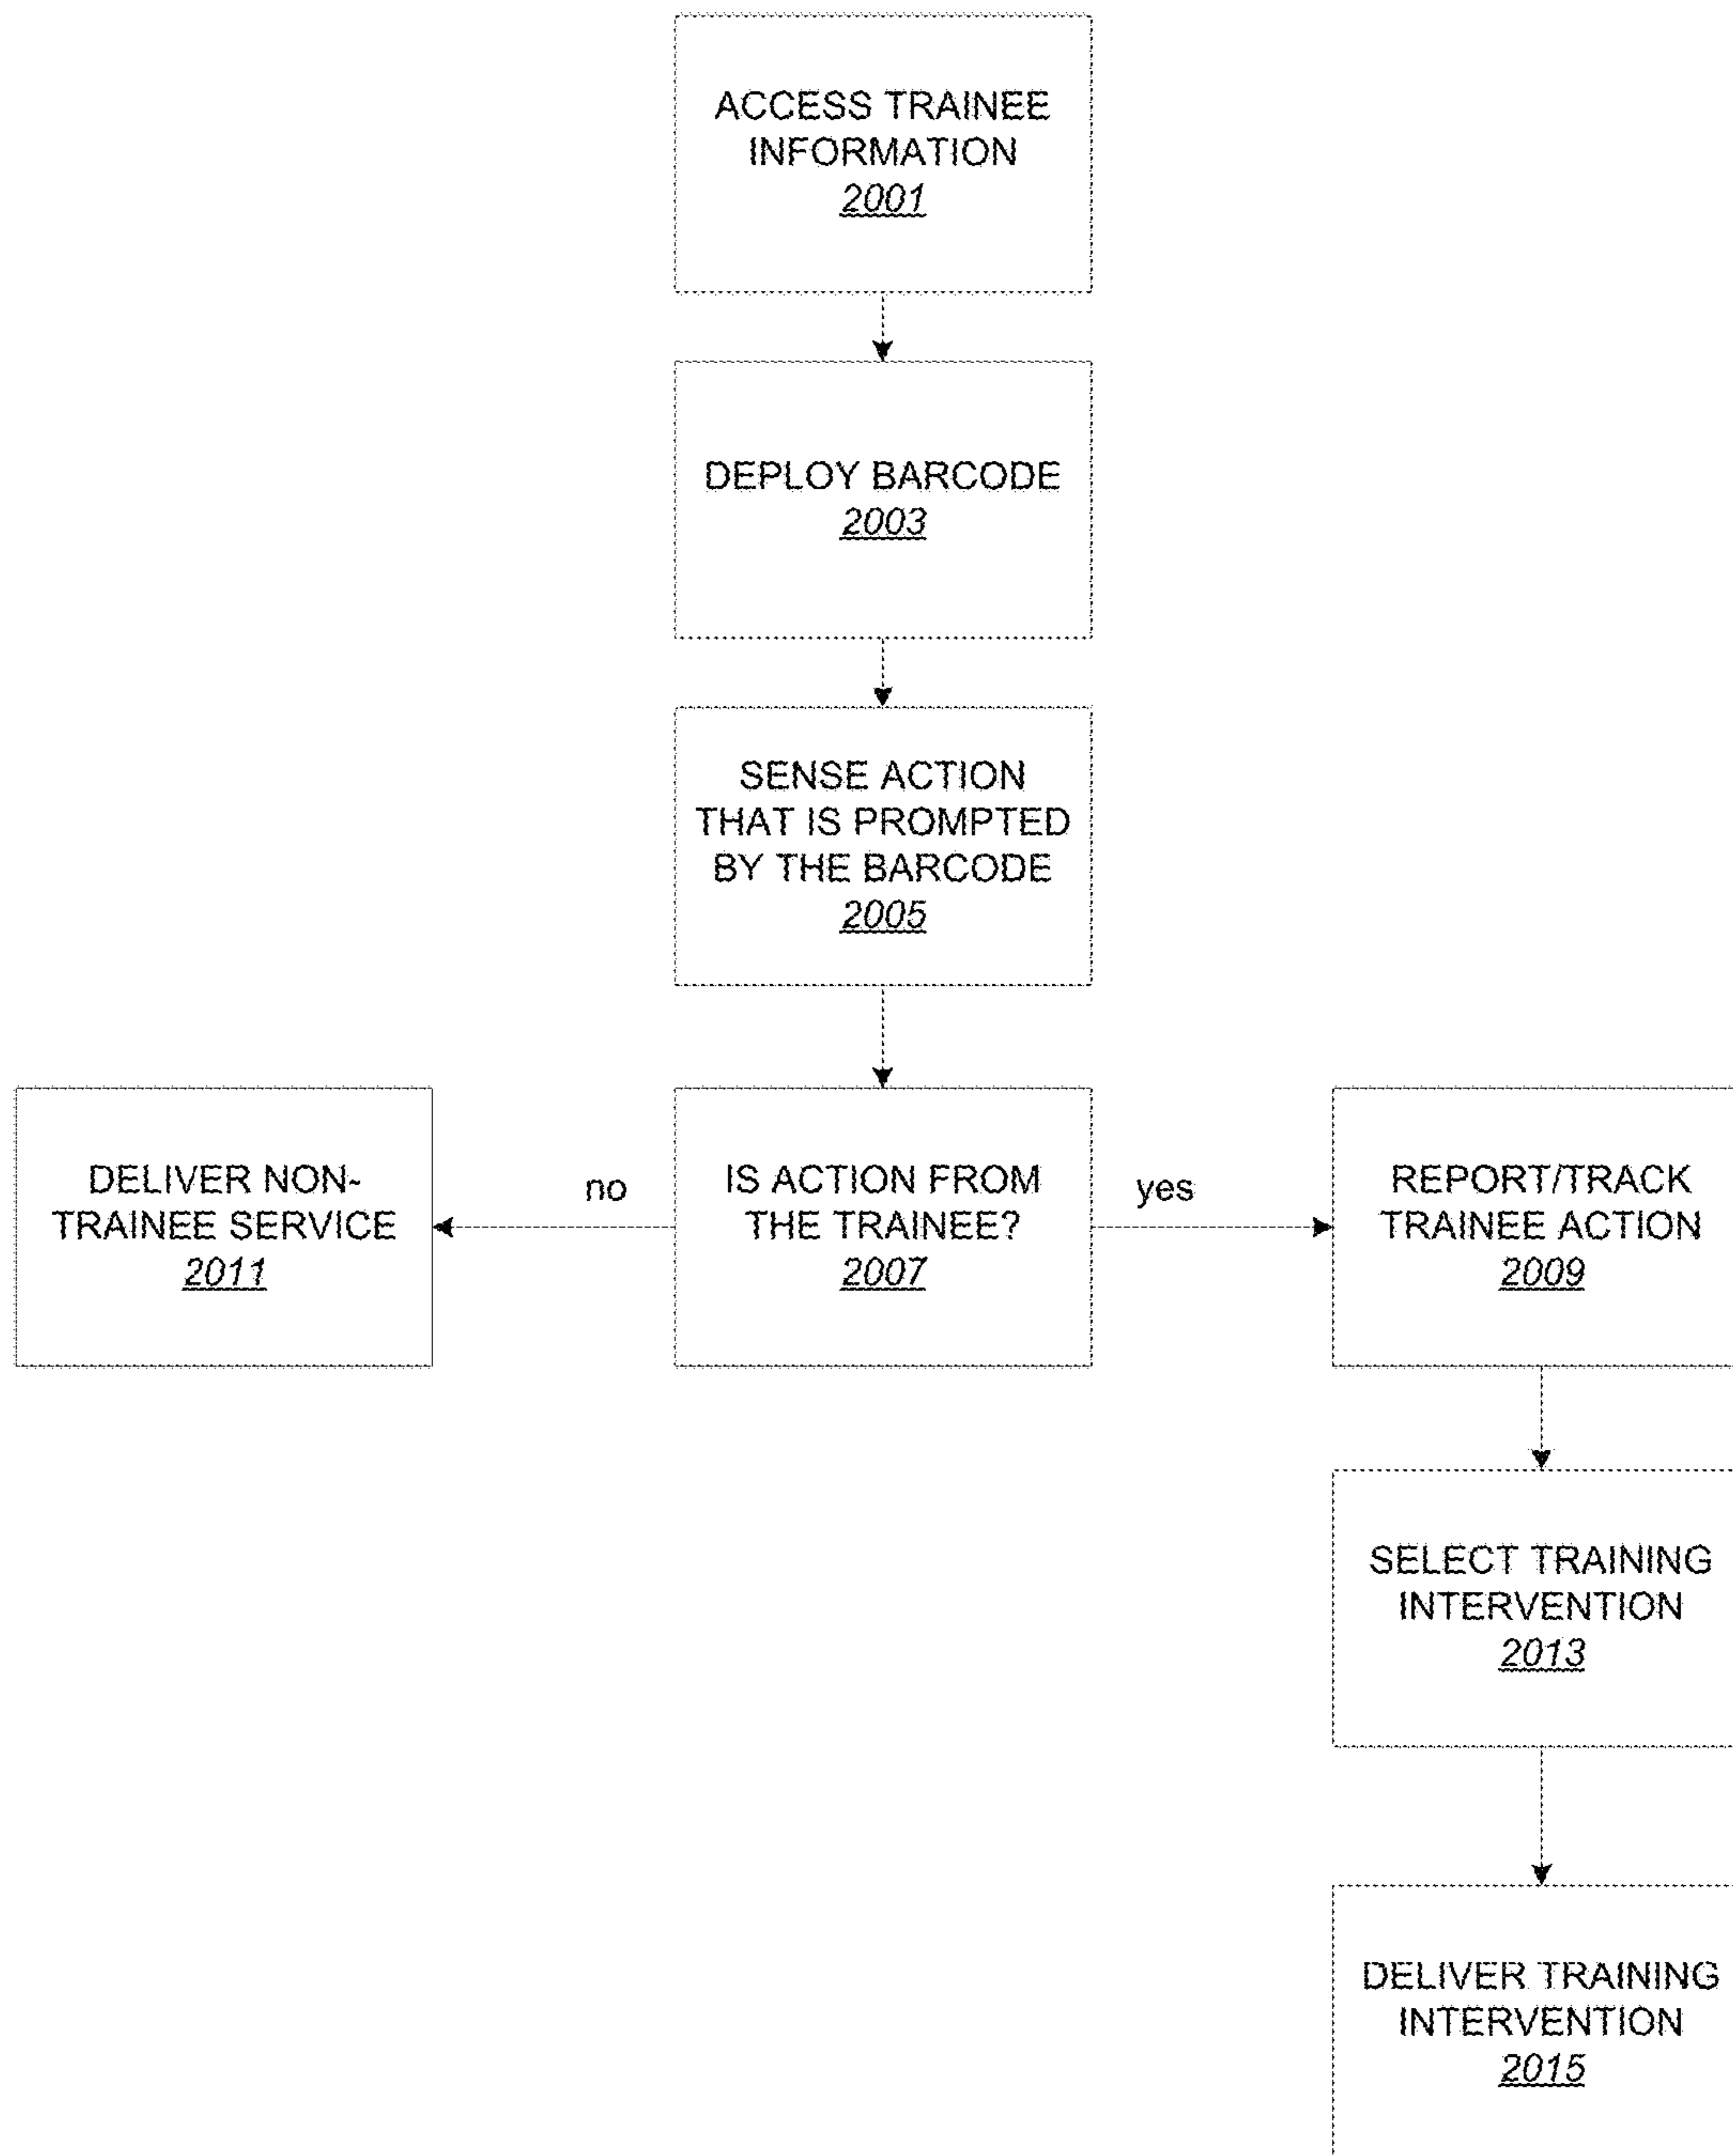 ACCESS TRAINEE
INFORMATION
2001
DEPLOY BARCODE
2003
SENSE ACTION
THAT IS PROMPTED
BY THE BARCODE
2005
DELIVER NON-
TRAINEE SERVICE
2011
no
IS ACTION FROM
THE TRAINEE?
2007
yes
REPORT/TRACK
TRAINEE ACTION
2009
SELECT TRAINING
INTERVENTION
2013
DELIVER TRAINING
INTERVENTION
2015